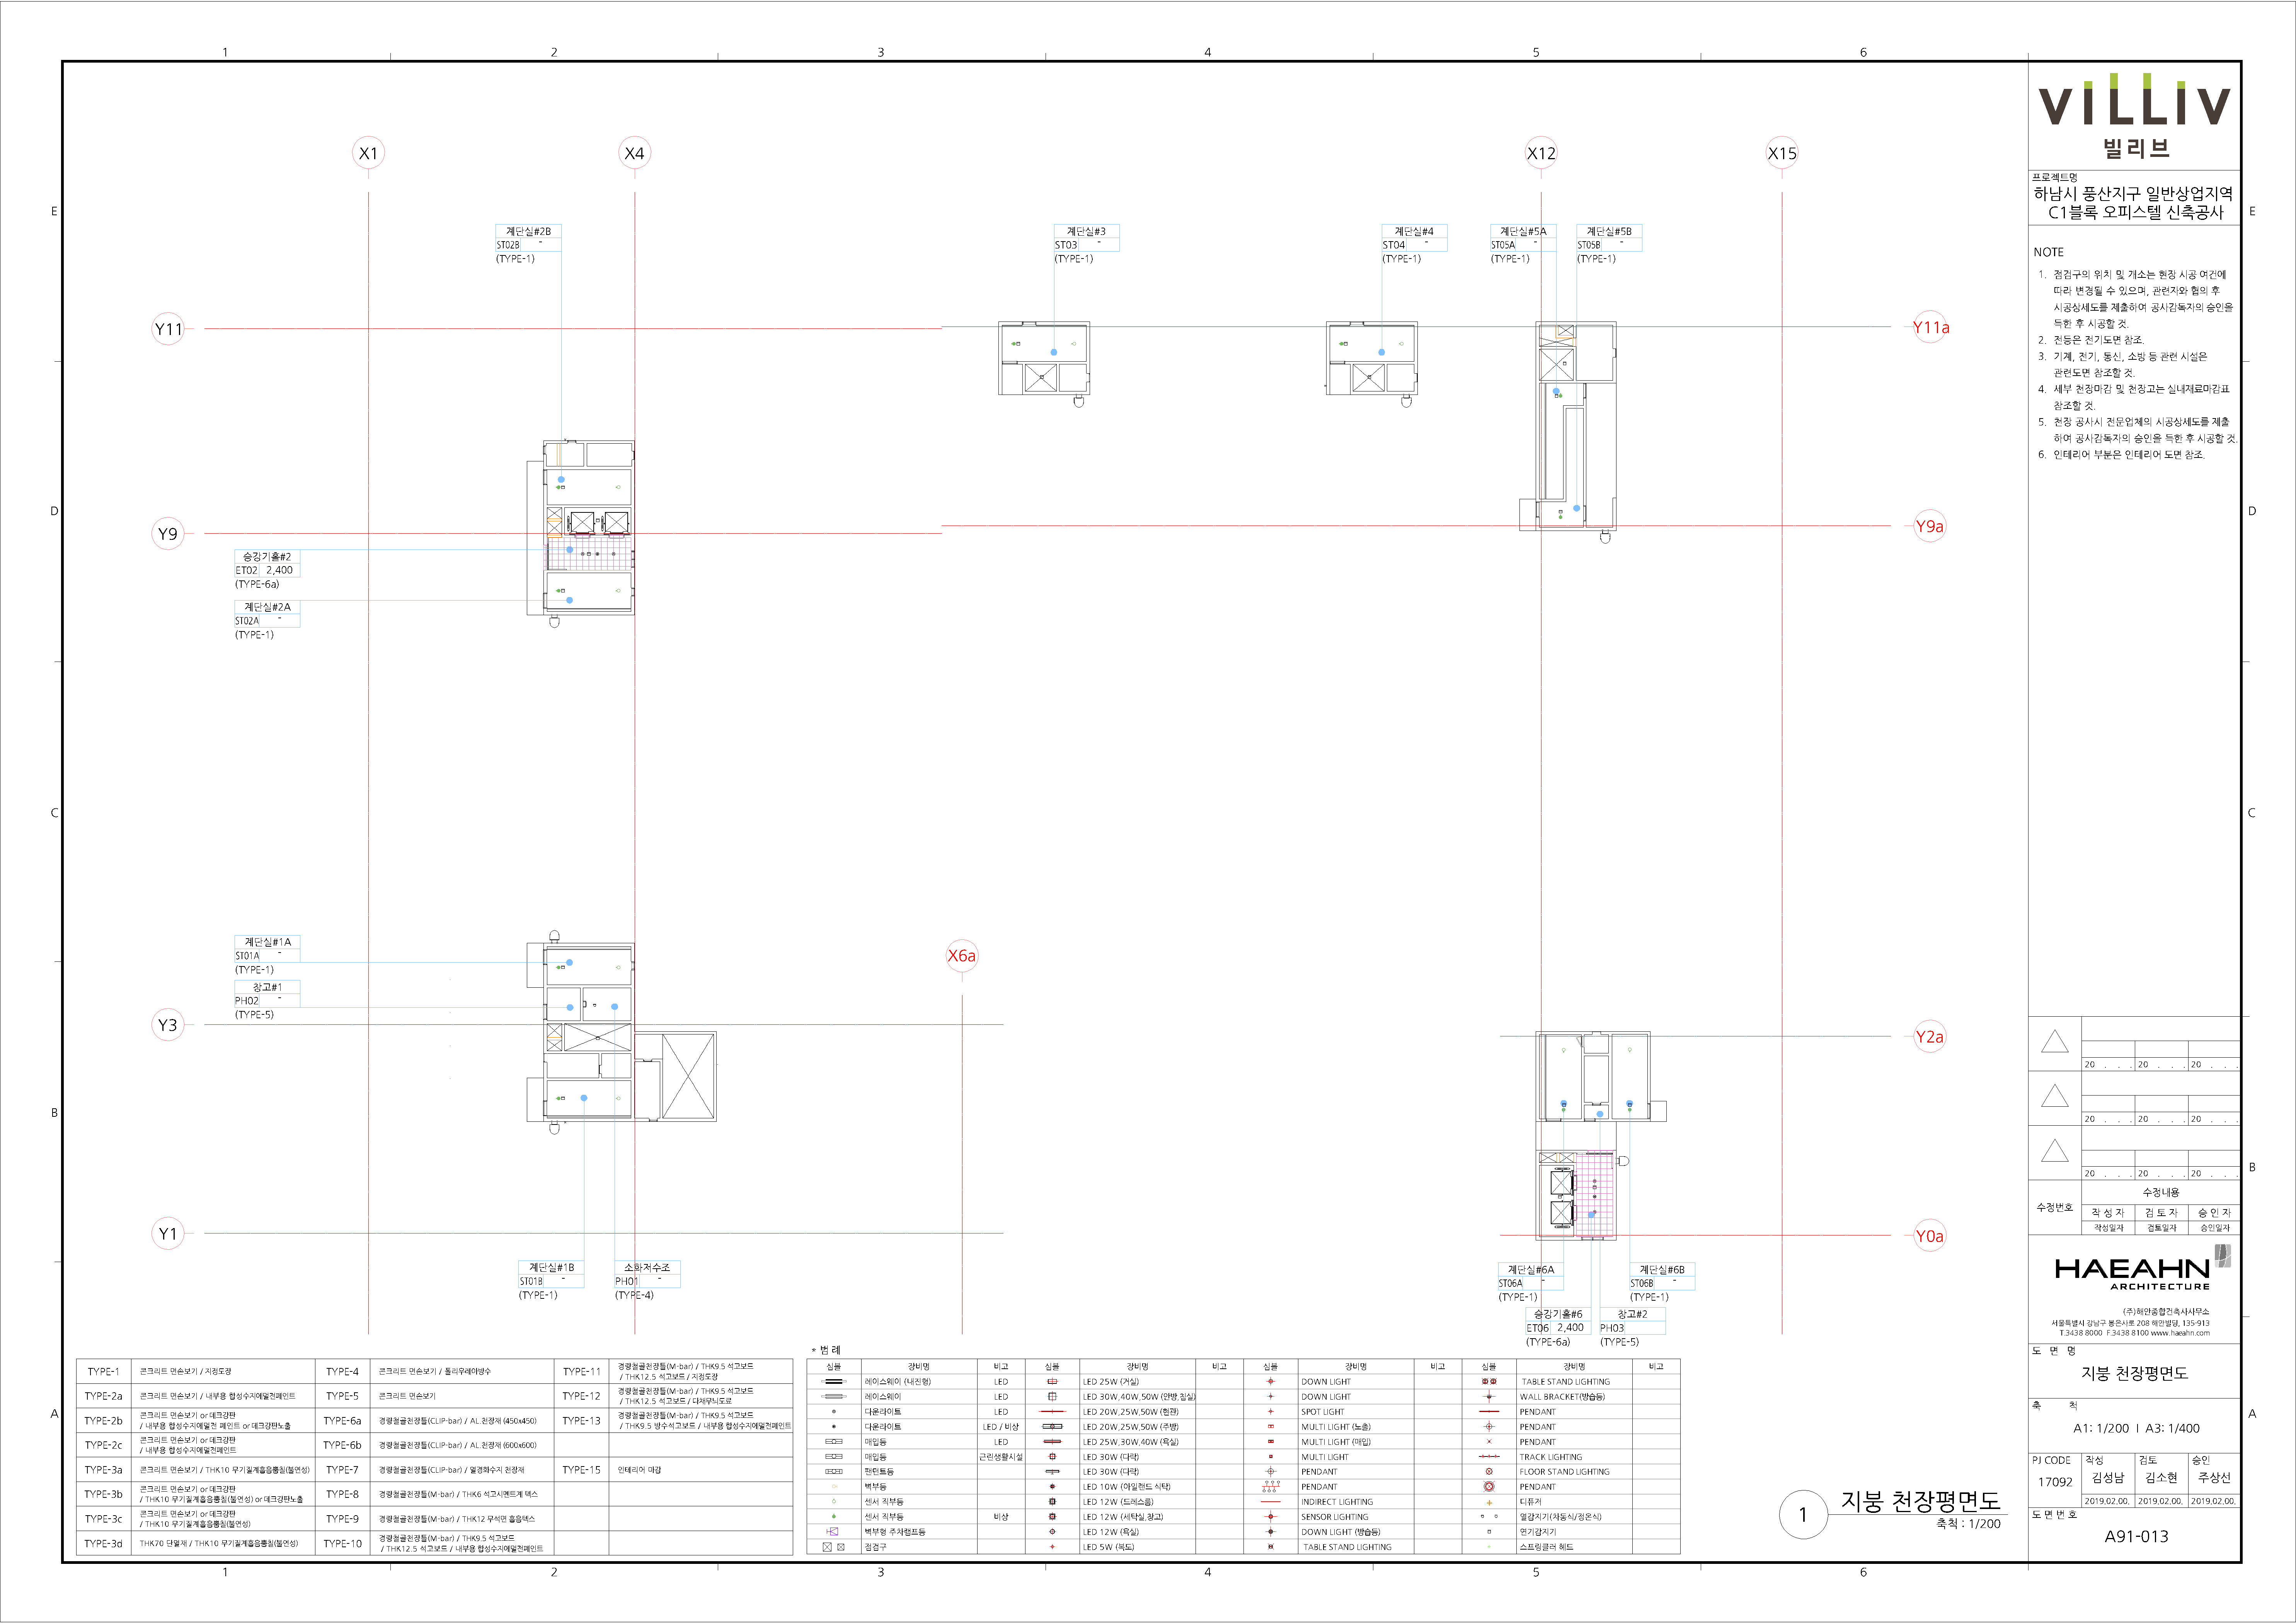 1
2
3
4
5
6
E
D
C
B
A
E
D
C
B
A
X1
X4
X12
X15
계단실#2B
ST02B -
(TYPE-1)
계단실#3
ST03 -
(TYPE-1)
계단실#4
ST04 -
(TYPE-1)
계단실#5A
ST05A -
(TYPE-1)
계단실#5B
ST05B -
(TYPE-1)
Y11
Y11a
Y9
Y9a
승강기홀#2
ET02 2,400
(TYPE-6a)
계단실#2A
ST02A -
(TYPE-1)
계단실#1A
ST01A -
(TYPE-1)
창고#1
PH02 -
(TYPE-5)
X6a
Y3
Y2a
Y1
Y0a
계단실#1B
ST01B -
(TYPE-1)
소화저수조
PH01 -
(TYPE-4)
계단실#6A
ST06A -
(TYPE-1)
계단실#6B
ST06B -
(TYPE-1)
승강기홀#6
ET06 2,400
(TYPE-6a)
창고#2
PH03
(TYPE-5)
TYPE-1 콘크리트 면손보기 / 지정도장
TYPE-2a 콘크리트 면손보기 / 내부용 합성수지에멀젼페인트
TYPE-2b 콘크리트 면손보기 or 데크강판
/ 내부용 합성수지에멀젼 페인트 or 데크강판노출
TYPE-2c 콘크리트 면손보기 or 데크강판
/ 내부용 합성수지에멀젼페인트
TYPE-3a 콘크리트 면손보기 / THK10 무기질계흡음뿜칠(불연성)
TYPE-3b 콘크리트 면손보기 or 데크강판
/ THK10 무기질계흡음뿜칠(불연성) or 데크강판노출
TYPE-3c 콘크리트 면손보기 or 데크강판
/ THK10 무기질계흡음뿜칠(불연성)
TYPE-3d THK70 단열재 / THK10 무기질계흡음뿜칠(불연성)
TYPE-4 콘크리트 면손보기 / 폴리우레아방수
TYPE-5 콘크리트 면손보기
TYPE-6a 경량철골천장틀(CLIP-bar) / AL.천정재 (450x450)
TYPE-6b 경량철골천장틀(CLIP-bar) / AL.천정재 (600x600)
TYPE-7 경량철골천장틀(CLIP-bar) / 열경화수지 천장재
TYPE-8 경량철골천장틀(M-bar) / THK6 석고시멘트계 텍스
TYPE-9 경량철골천장틀(M-bar) / THK12 무석면 흡음텍스
TYPE-10 경량철골천장틀(M-bar) / THK9.5 석고보드
/ THK12.5 석고보드 / 내부용 합성수지에멀젼페인트
TYPE-11 경량철골천장틀(M-bar) / THK9.5 석고보드
/ THK12.5 석고보드 / 지정도장
TYPE-12 경량철골천장틀(M-bar) / THK9.5 석고보드
/ THK12.5 석고보드 / 다채무늬도료
TYPE-13 경량철골천장틀(M-bar) / THK9.5 석고보드
/ THK9.5 방수석고보드 / 내부용 합성수지에멀젼페인트
TYPE-15 인테리어 마감
* 범 례
심볼 장비명 비고 심볼 장비명 비고 심볼 장비명 비고 심볼 장비명 비고
레이스웨이 (내진형) LED LED 25W (거실) DOWN LIGHT TABLE STAND LIGHTING
레이스웨이 LED LED 30W,40W,50W (안방,침실) DOWN LIGHT WALL BRACKET(방습등)
다운라이트 LED LED 20W,25W,50W (현관) SPOT LIGHT PENDANT
다운라이트 LED / 비상 LED 20W,25W,50W (주방) MULTI LIGHT (노출) PENDANT
매입등 LED LED 25W,30W,40W (욕실) MULTI LIGHT (매입) PENDANT
매입등 근린생활시설 LED 30W (다락) MULTI LIGHT TRACK LIGHTING
팬던트등 LED 30W (다락) PENDANT FLOOR STAND LIGHTING
벽부등 LED 10W (아일랜드 식탁) PENDANT PENDANT
센서 직부등 LED 12W (드레스룸) INDIRECT LIGHTING 디퓨저
센서 직부등 비상 LED 12W (세탁실,창고) SENSOR LIGHTING 열감지기(차동식/정온식)
벽부형 주차램프등 LED 12W (욕실) DOWN LIGHT (방습등) 연기감지기
점검구 LED 5W (복도) TABLE STAND LIGHTING 스프링클러 헤드
1
지붕 천장평면도
축척 : 1/200
VILLIV
빌리브
프로젝트명
하남시 풍산지구 일반상업지역
C1블록 오피스텔 신축공사
NOTE
1. 점검구의 위치 및 개소는 현장 시공 여건에
따라 변경될 수 있으며, 관련자와 협의 후
시공상세도를 제출하여 공사감독자의 승인을
득한 후 시공할 것.
2. 전등은 전기도면 참조.
3. 기계, 전기, 통신, 소방 등 관련 시설은
관련도면 참조할 것.
4. 세부 천장마감 및 천장고는 실내재료마감표
참조할 것.
5. 천장 공사시 전문업체의 시공상세도를 제출
하여 공사감독자의 승인을 득한 후 시공할 것.
6. 인테리어 부분은 인테리어 도면 참조.
20 . . . 20 . . . 20 . . .
20 . . . 20 . . . 20 . . .
20 . . . 20 . . . 20 . . .
수정번호
수정내용
작 성 자 검 토 자 승 인 자
작성일자 검토일자 승인일자
HAEAHN
ARCHITECTURE
(주)해안종합건축사사무소
서울특별시 강남구 봉은사로 208 해안빌딩, 135-913
T.3438 8000 F.3438 8100 www.haeahn.com
도 면 명
지붕 천장평면도
축 척
A1: 1/200 | A3: 1/400
PJ CODE 작성 검토 승인
17092 김성남 김소현 주상선
2019.02.00. 2019.02.00. 2019.02.00.
도 면 번 호
A91-013
1
2
3
4
5
6